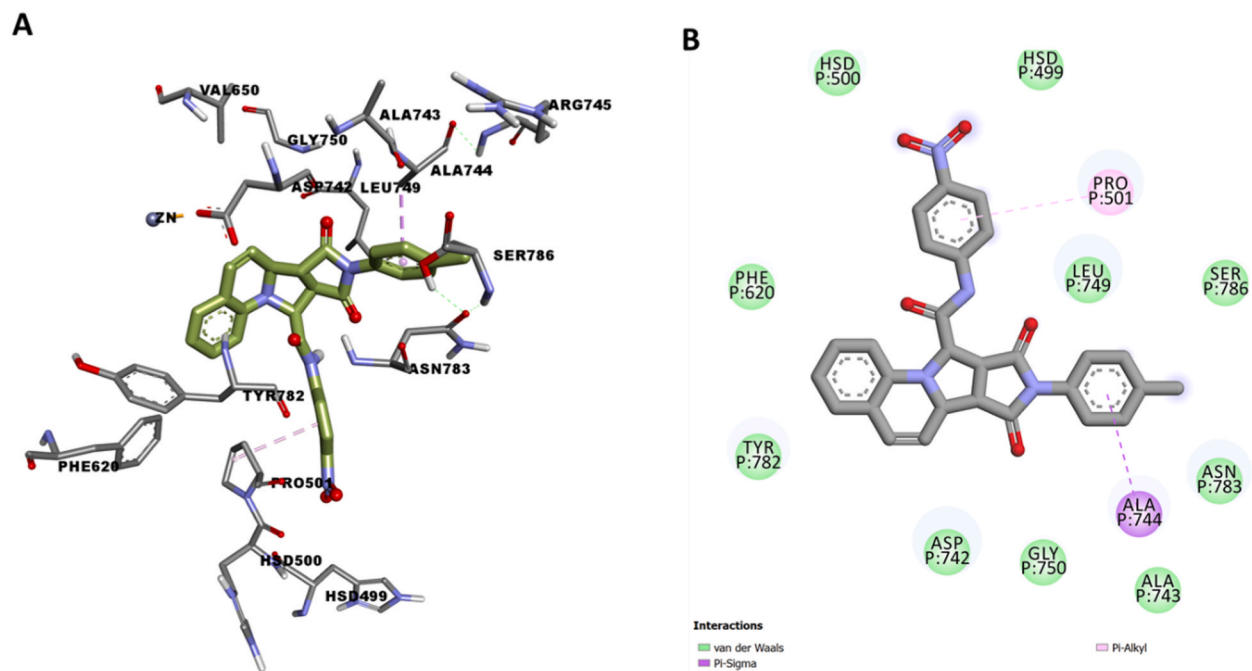 A
VAL650
ALA743
ARG745
GLY750
ALA744
ASP742
LEU749
ZN
SER786
ASN783
TYR782
PHE620
PRO501
HSD500
HSD499
B
HSD
P:500
HSD
P:499
PRO
P:501
PHE
P:620
LEU
P:749
SER
P:786
TYR
P:782
ASN
P:783
ALA
P:744
ASP
P:742
GLY
P:750
ALA
P:743
Interactions
van der Waals
Pi-Sigma
Pi-Alkyl